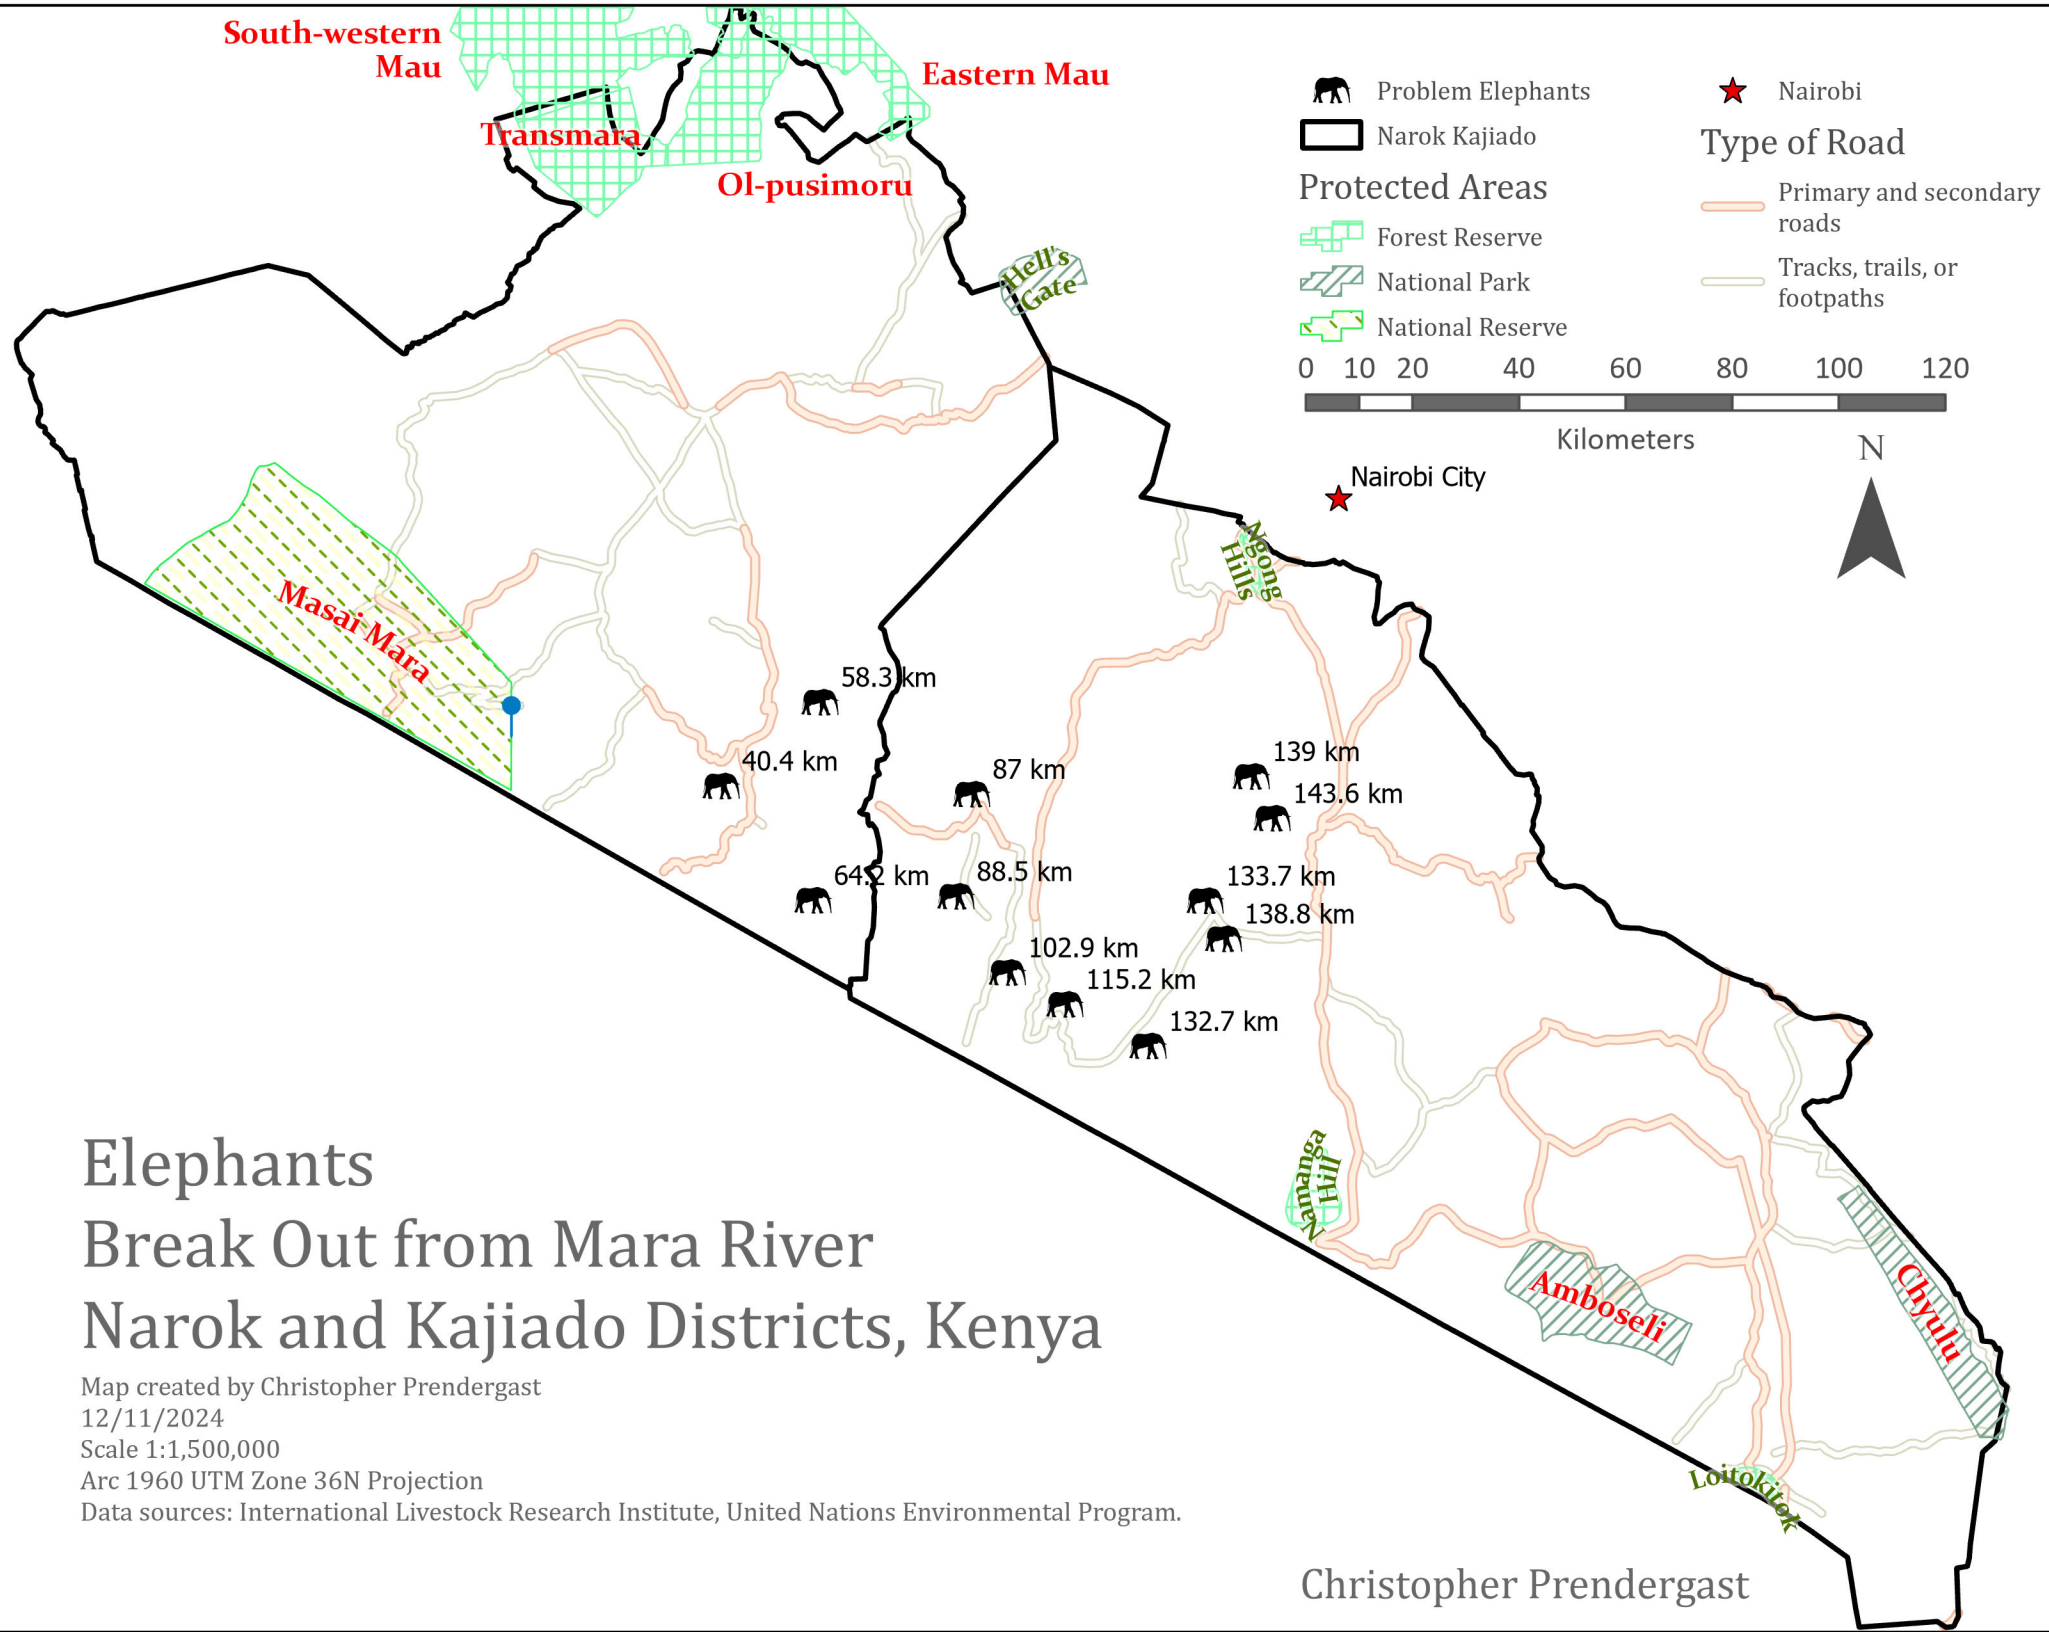 South-western
Mau
Eastern Mau
Transmara
Ol-pusimoru
Hell's
Gate
Problem Elephants
Narok Kajiado
Protected Areas
Forest Reserve
National Park
National Reserve
Nairobi
Type of Road
Primary and secondary
roads
Tracks, trails, or
footpaths
0 10 20 40 60 80 100 120
Kilometers
N
Nairobi City
Ngong
Hills
Masai Mara
58.3 km
40.4 km
87 km
139 km
143.6 km
64.2 km
88.5 km
133.7 km
138.8 km
102.9 km
115.2 km
132.7 km
Namanga
Hill
Amboseli
Chyulu
Loitokitok
Elephants
Break Out from Mara River
Narok and Kajiado Districts, Kenya
Map created by Christopher Prendergast
12/11/2024
Scale 1:1,500,000
Arc 1960 UTM Zone 36N Projection
Data sources: International Livestock Research Institute, United Nations Environmental Program.
Christopher Prendergast